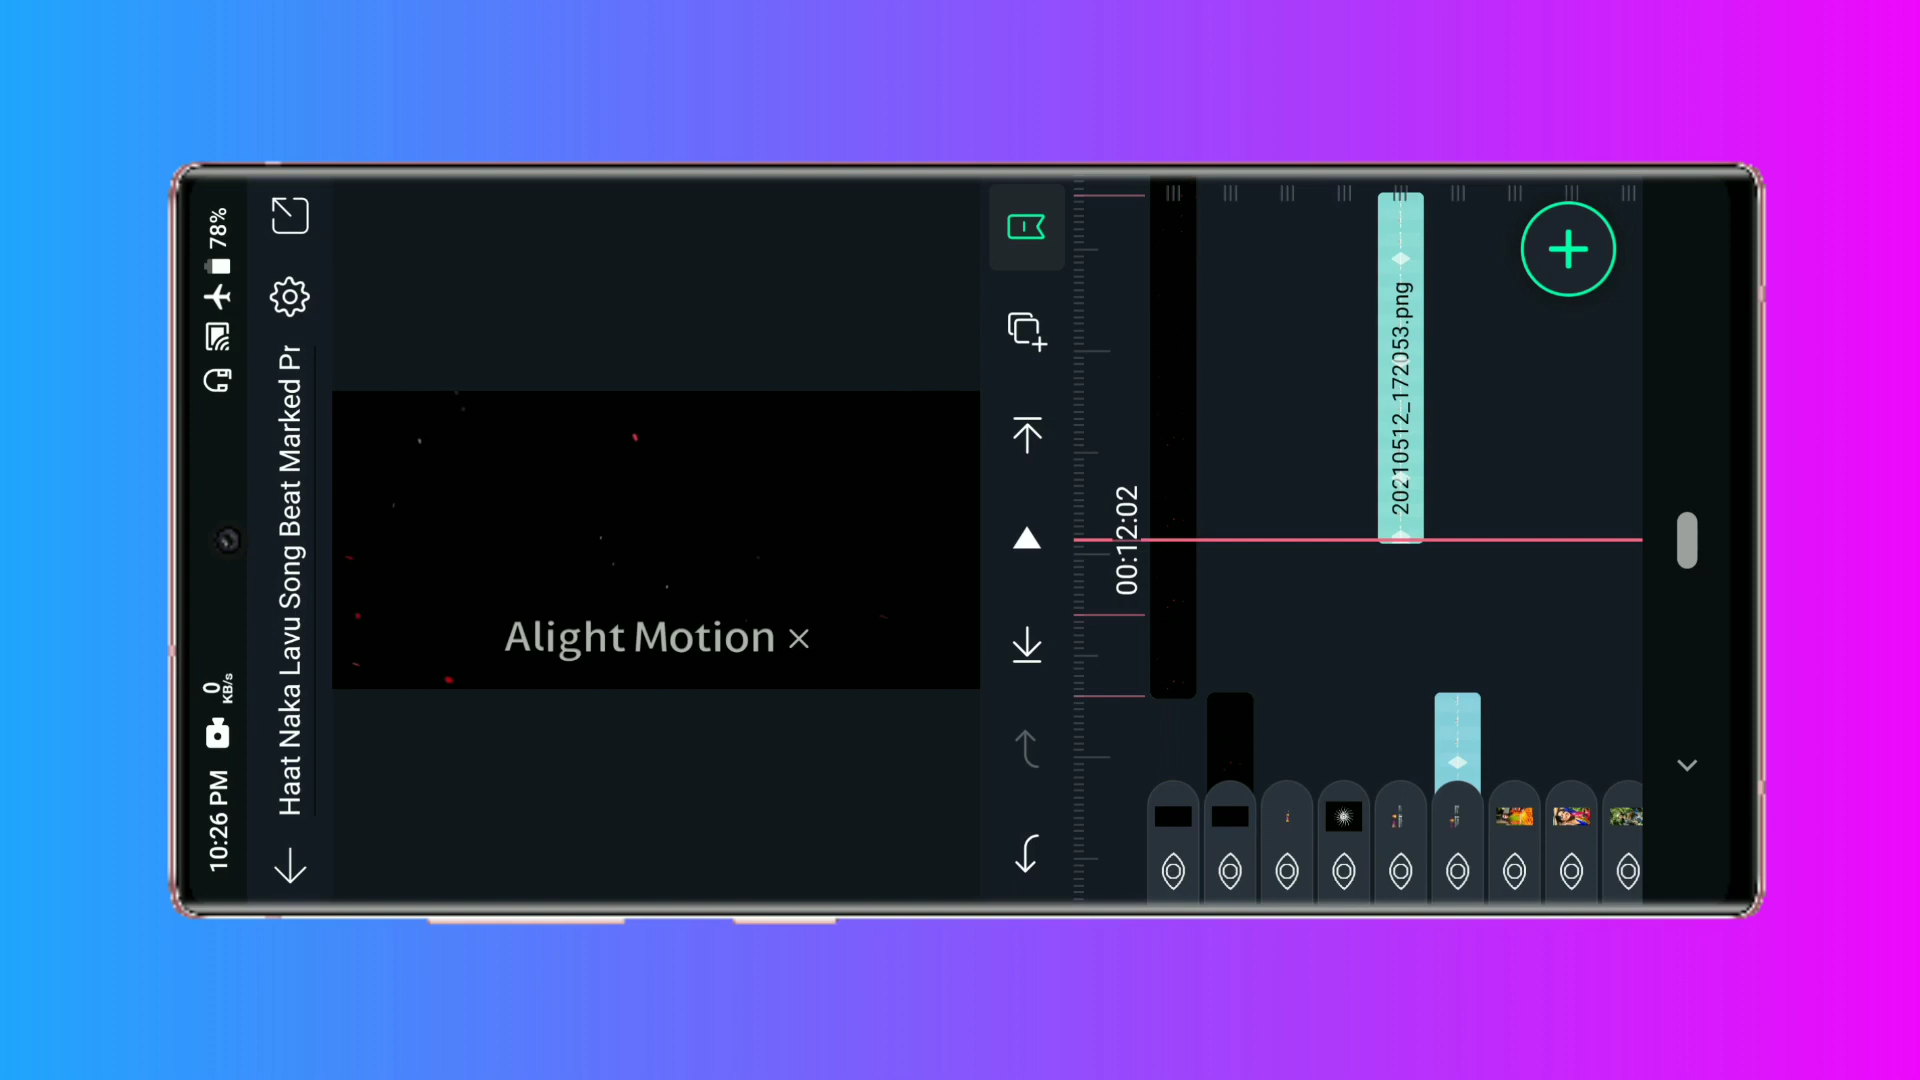 10:26 PM
0
KB/s
78%
Haat Naka Lavu Song Beat Marked Pr
Alight Motion ×
00:12:02
20210512_172053.png